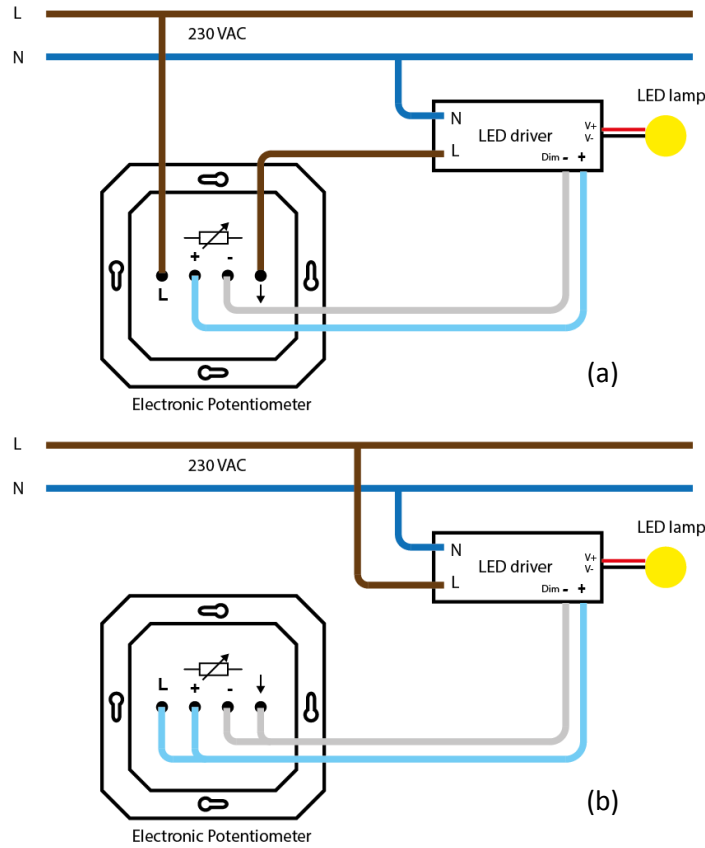 L
230 VAC
N
LED lamp
N
LED driver
V+
V-
L
Dim - +
+ -
L ↓
(a)
Electronic Potentiometer
L
230 VAC
N
LED lamp
N
LED driver
V+
V-
L
Dim - +
L + - ↓
(b)
Electronic Potentiometer